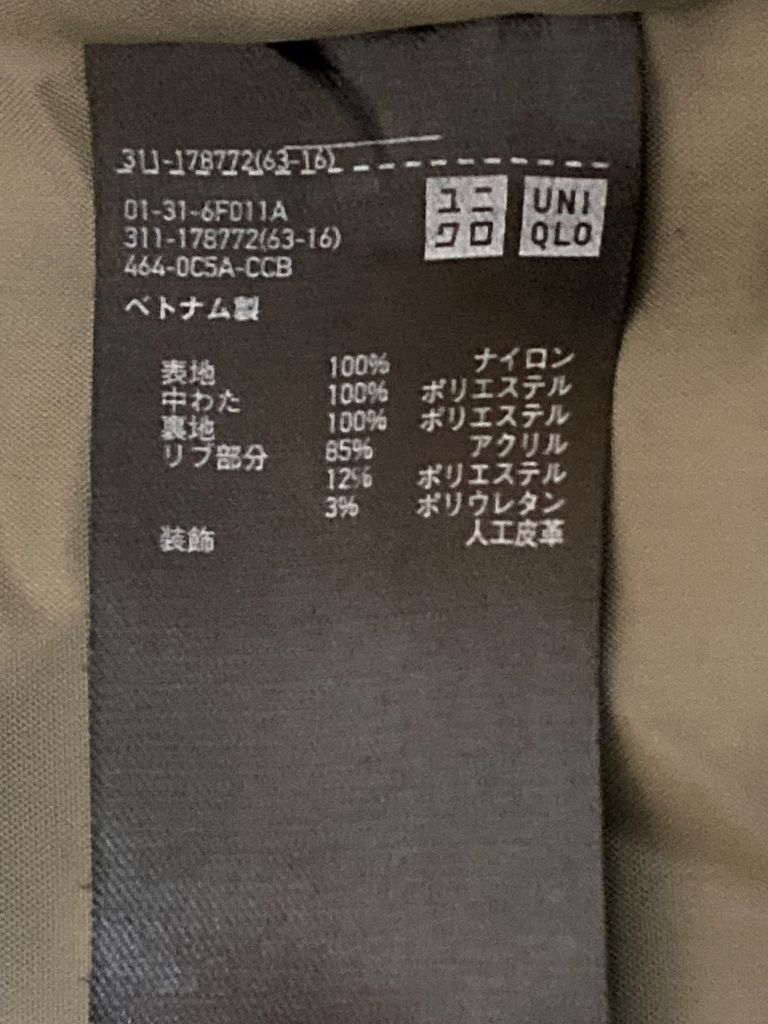 311-178772(63-16)
01-31-6F011A
311-178772(63-16)
464-0C5A-CCB
ユニクロ UNIQLO
ベトナム製
表地 100% ナイロン
中わた 100% ポリエステル
裏地 100% ポリエステル
リブ部分 85% アクリル
12% ポリエステル
3% ポリウレタン
装飾 人工皮革